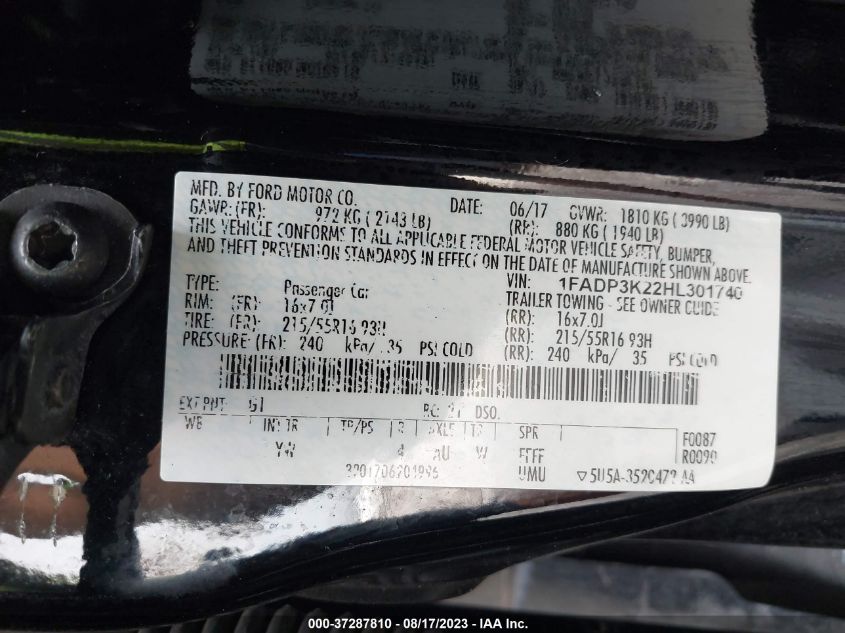 MFD. BY FORD MOTOR CO. DATE: 06/17 GVWR: 1810 KG ( 3990 LB)
GAWR: (FR): 972 KG ( 2143 LB) (RR): 880 KG ( 1940 LB)
THIS VEHICLE CONFORMS TO ALL APPLICABLE FEDERAL MOTOR VEHICLE SAFETY, BUMPER,
AND THEFT PREVENTION STANDARDS IN EFFECT ON THE DATE OF MANUFACTURE SHOWN ABOVE.
VIN: 1FADP3K22HL301740
TYPE: Passenger Car TRAILER TOWING - SEE OWNER GUIDE
RIM: (FR): 16x7.0J (RR): 16x7.0J
TIRE: (FR): 215/55R16 93H (RR): 215/55R16 93H
PRESSURE: (FR): 240 kPa/ 35 PSI COLD (RR): 240 kPa/ 35 PSI COLD
EXT PNT: G1 RC: DSO:
WB INT TR TP/PS R AXLE TR SPR F0087
YW 4 W FFFF R0090
UMU
000-37287810 - 08/17/2023 - IAA Inc.